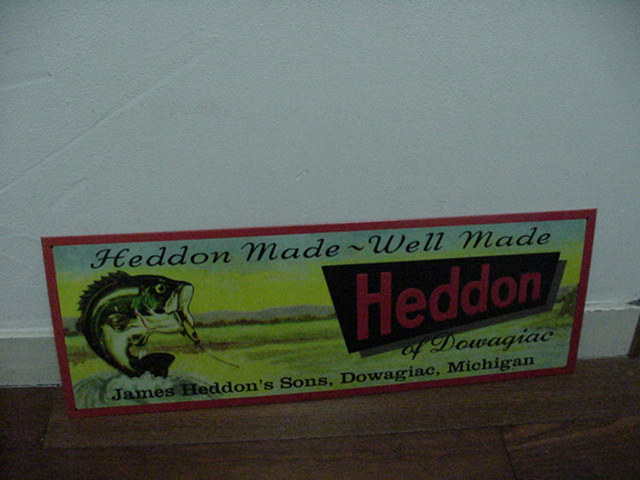 Heddon Made ~ Well Made
Heddon
of Dowagiac
James Heddon's Sons, Dowagiac, Michigan